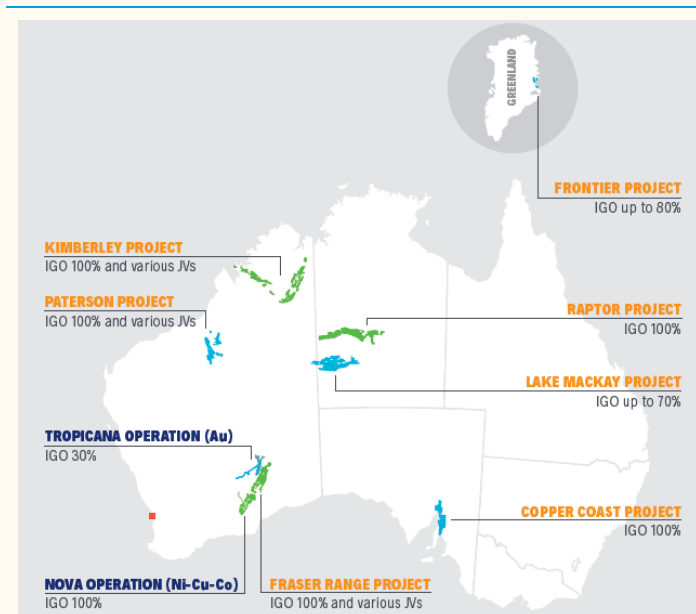 GREENLAND
FRONTIER PROJECT
IGO up to 80%
KIMBERLEY PROJECT
IGO 100% and various JVs
PATERSON PROJECT
IGO 100% and various JVs
RAPTOR PROJECT
IGO 100%
LAKE MACKAY PROJECT
IGO up to 70%
TROPICANA OPERATION (Au)
IGO 30%
COPPER COAST PROJECT
IGO 100%
NOVA OPERATION (Ni-Cu-Co)
IGO 100%
FRASER RANGE PROJECT
IGO 100% and various JVs